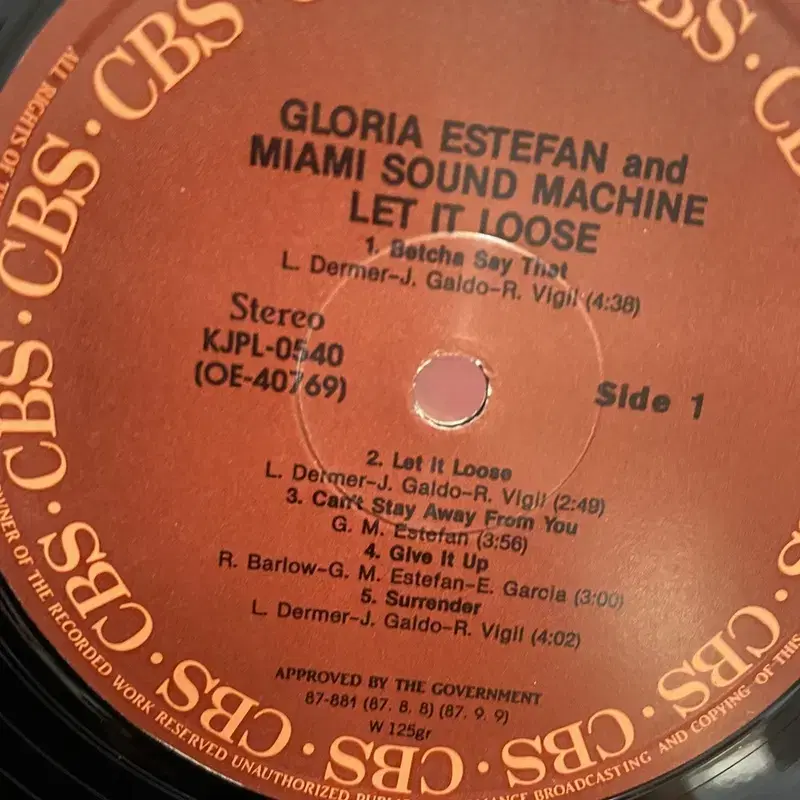 GLORIA ESTEFAN and
MIAMI SOUND MACHINE
LET IT LOOSE
1. Betcha Say That
L. Dermer-J. Galdo-R. Vigil (4:38)
Stereo
KJPL-0540
(OE-40769)
Side 1
2. Let It Loose
L. Dermer-J. Galdo-R. Vigil (2:49)
3. Can't Stay Away From You
G. M. Estefan (3:56)
4. Give It Up
R. Barlow-G. M. Estefan-E. Garcia (3:00)
5. Surrender
L. Dermer-J. Galdo-R. Vigil (4:02)
APPROVED BY THE GOVERNMENT
87-881 (87. 8. 8) (87. 9. 9)
W 125gr
CBS · CBS · CBS · CBS · CBS · CBS · CBS · CBS · CBS · CBS
ALL RIGHTS OF
OWNER OF THE RECORDED WORK RESERVED UNAUTHORIZED
BROADCASTING AND COPYING OF THIS